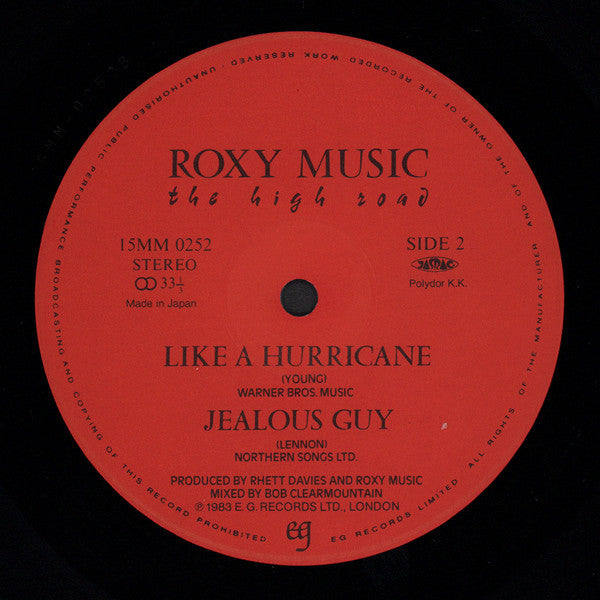 ROXY MUSIC
the high road
15MM 0252
STEREO
33⅓
Made in Japan
SIDE 2
JASRAC
Polydor K.K.
LIKE A HURRICANE
(YOUNG)
WARNER BROS. MUSIC
JEALOUS GUY
(LENNON)
NORTHERN SONGS LTD.
PRODUCED BY RHETT DAVIES AND ROXY MUSIC
MIXED BY BOB CLEARMOUNTAIN
℗ 1983 E. G. RECORDS LTD., LONDON
eg
EG RECORDS LIMITED . ALL RIGHTS OF THE MANUFACTURER AND OF THE OWNER OF THE RECORDED WORK RESERVED . UNAUTHORISED PUBLIC PERFORMANCE BROADCASTING AND COPYING OF THIS RECORD PROHIBITED